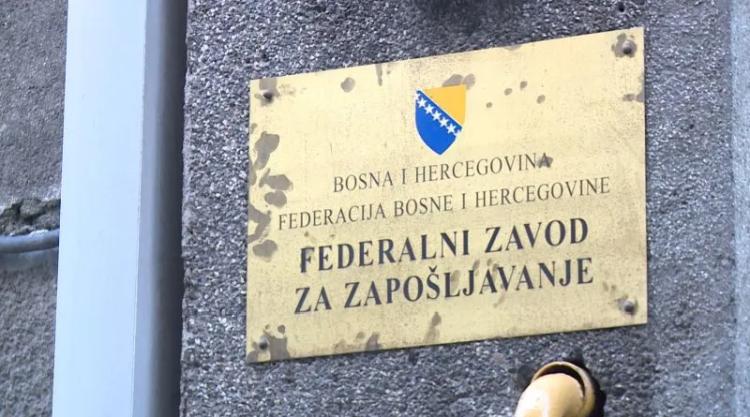 BOSNA I HERCEGOVINA
FEDERACIJA BOSNE I HERCEGOVINE
FEDERALNI ZAVOD
ZA ZAPOŠLJAVANJE